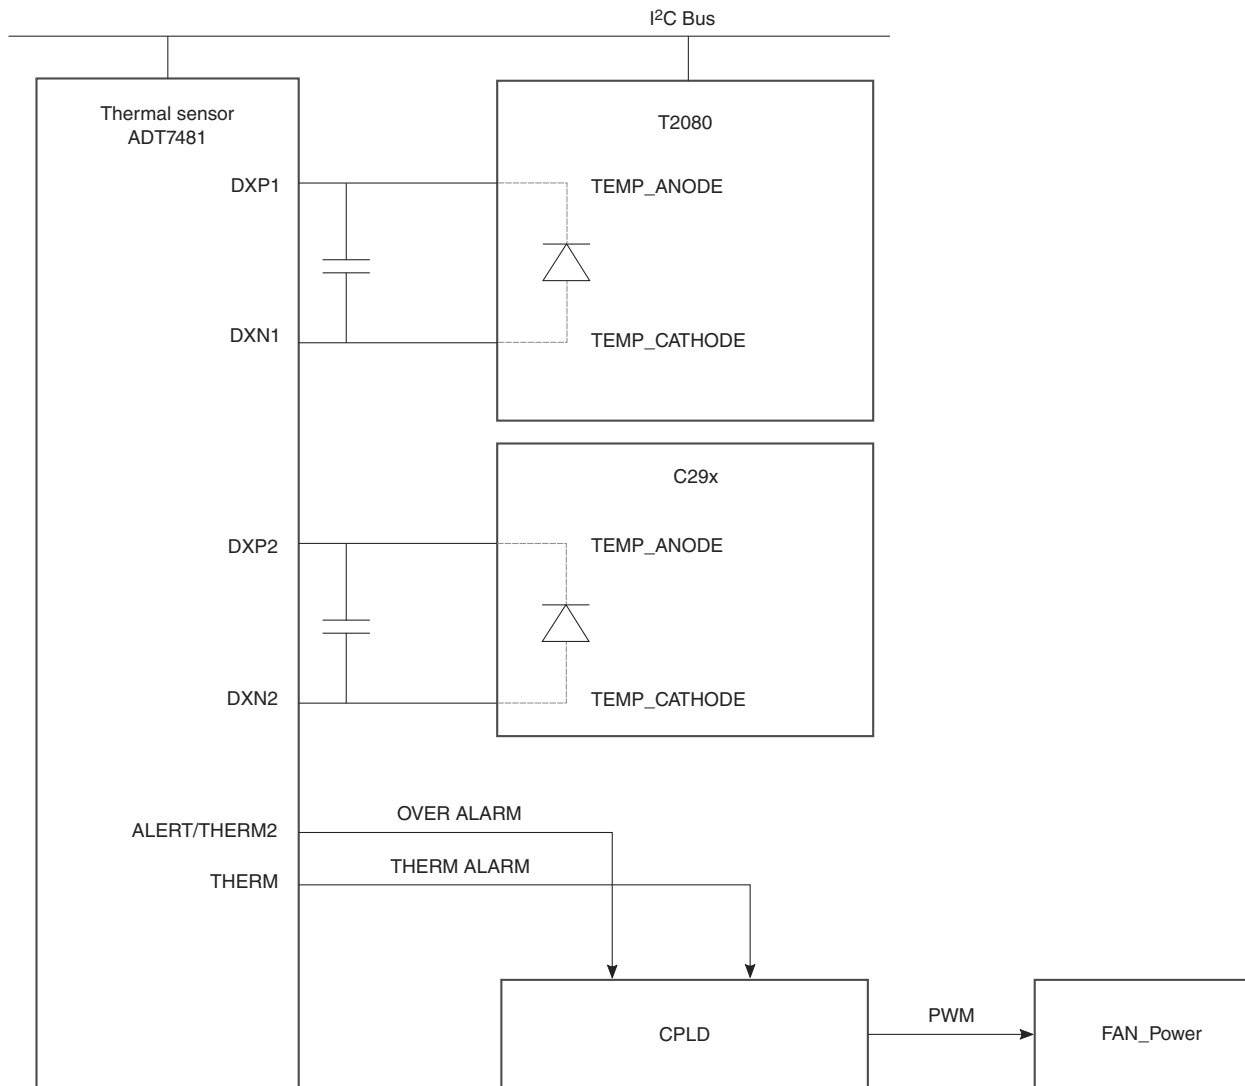 I²C Bus
Thermal sensor
ADT7481
T2080
DXP1
TEMP_ANODE
DXN1
TEMP_CATHODE
C29x
DXP2
TEMP_ANODE
DXN2
TEMP_CATHODE
ALERT/THERM2
OVER ALARM
THERM
THERM ALARM
CPLD
PWM
FAN_Power